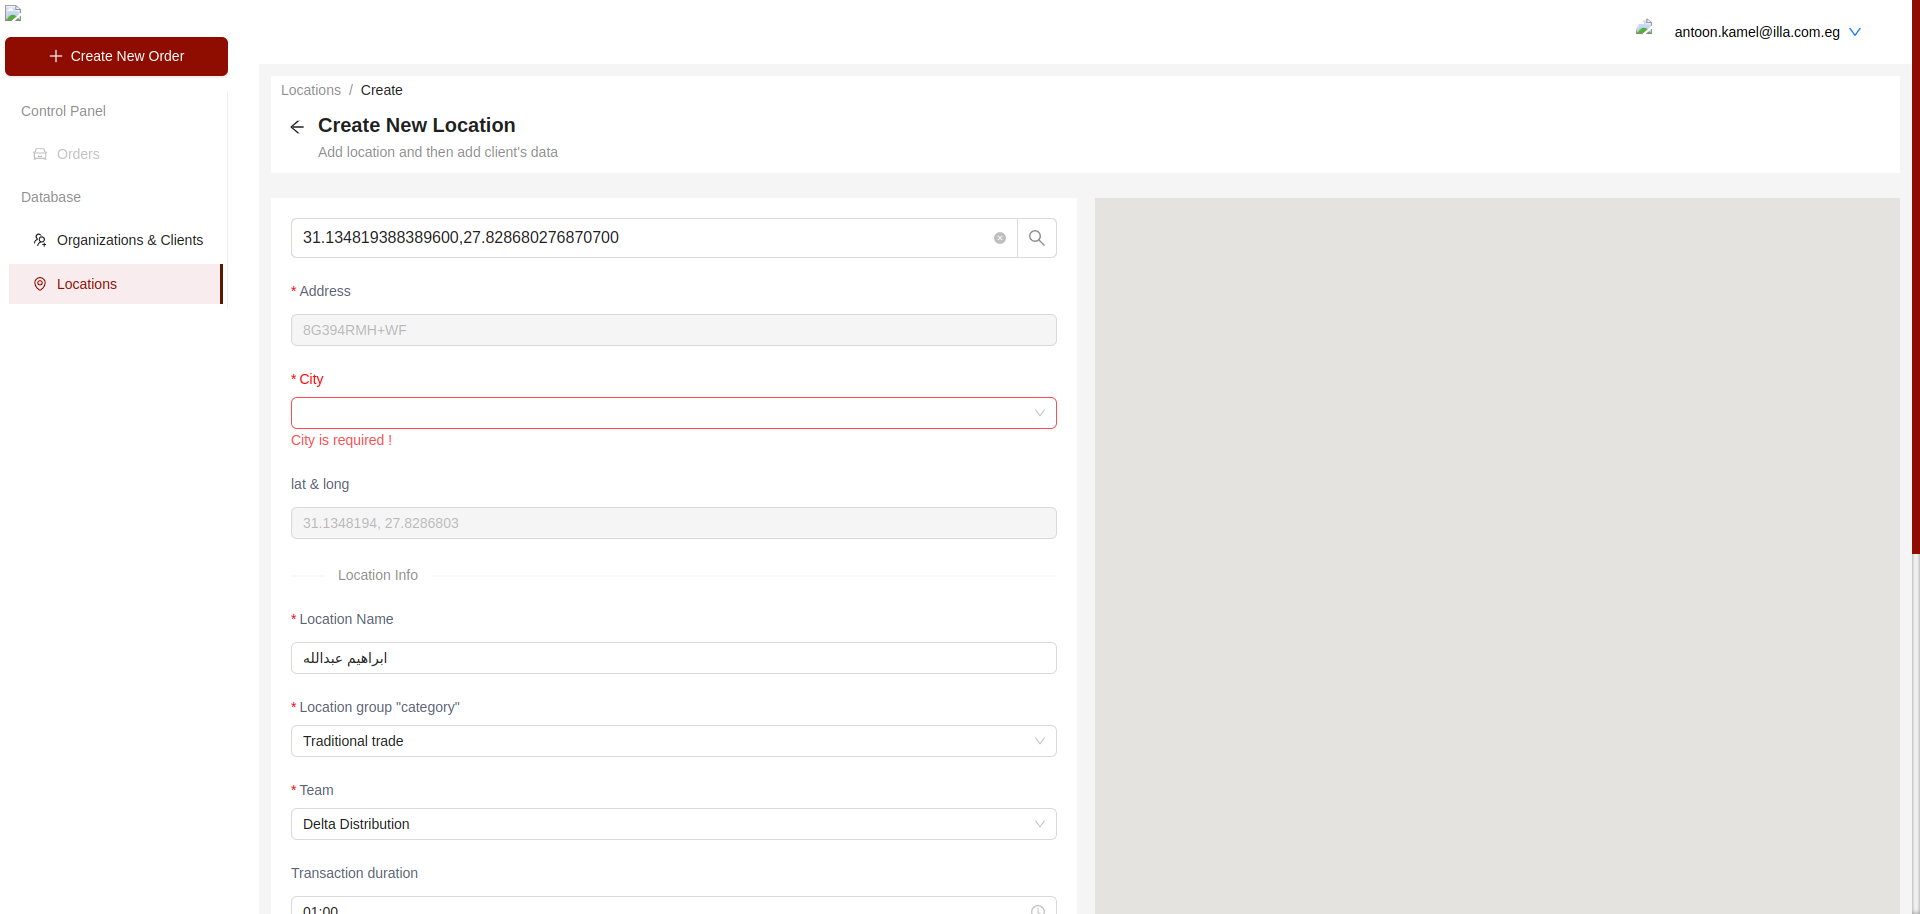 Create New Order
antoon.kamel@illa.com.eg
Control Panel
Orders
Database
Organizations & Clients
Locations
Locations / Create
Create New Location
Add location and then add client's data
31.134819388389600,27.828680276870700
* Address
8G394RMH+WF
* City
City is required !
lat & long
31.1348194, 27.8286803
Location Info
* Location Name
ابراهيم عبدالله
* Location group "category"
Traditional trade
* Team
Delta Distribution
Transaction duration
01:00